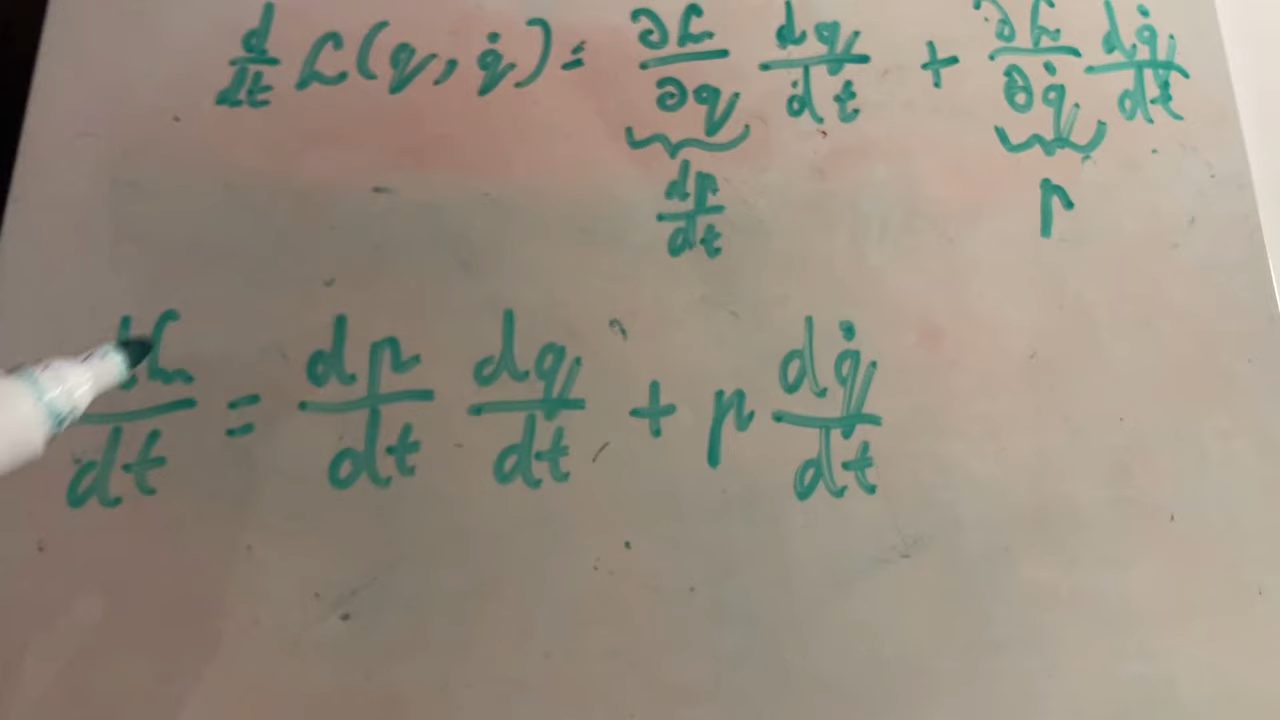 d/dt L(q, q̇) = ∂L/∂q dq/dt + ∂L/∂q̇ dq̇/dt
dp/dt p
dL/dt = dp/dt dq/dt + p dq̇/dt